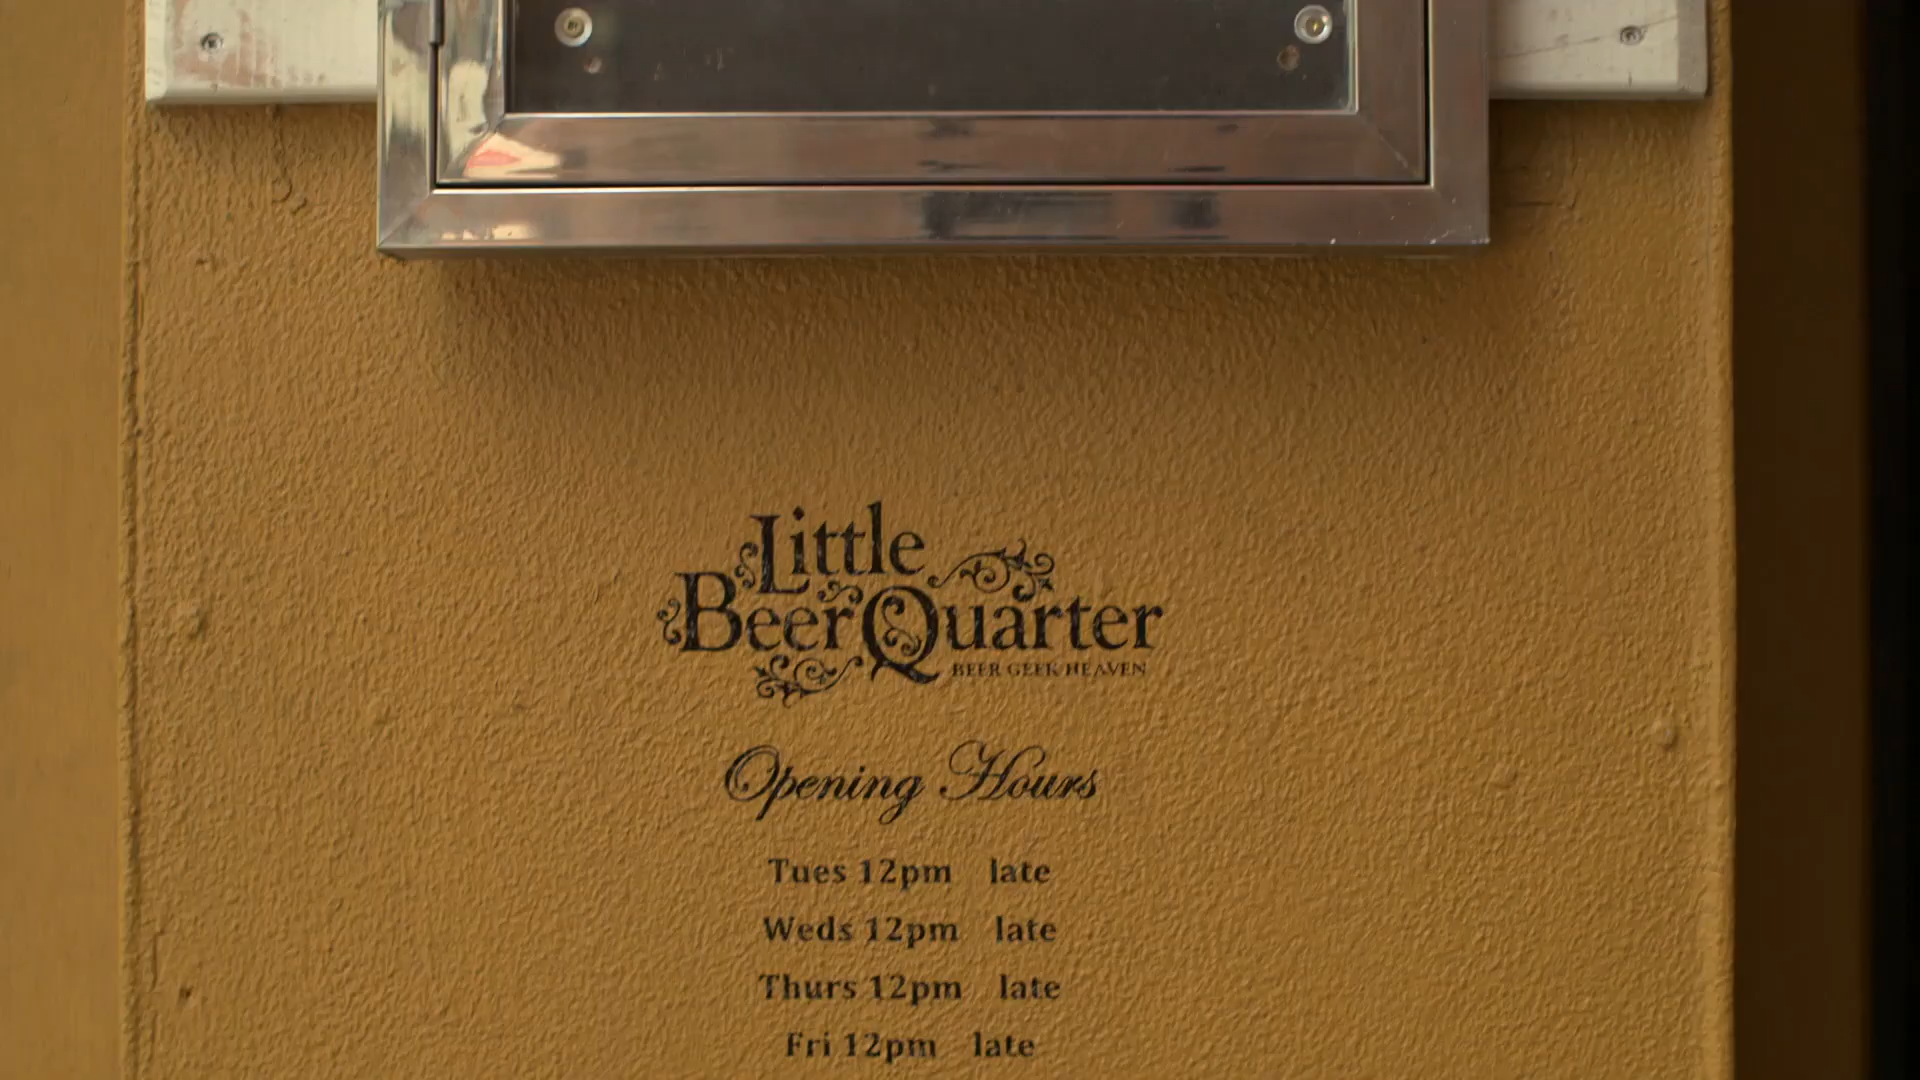 Little
Beer Quarter
BEER GEEK HEAVEN
Opening Hours
Tues 12pm late
Weds 12pm late
Thurs 12pm late
Fri 12pm late